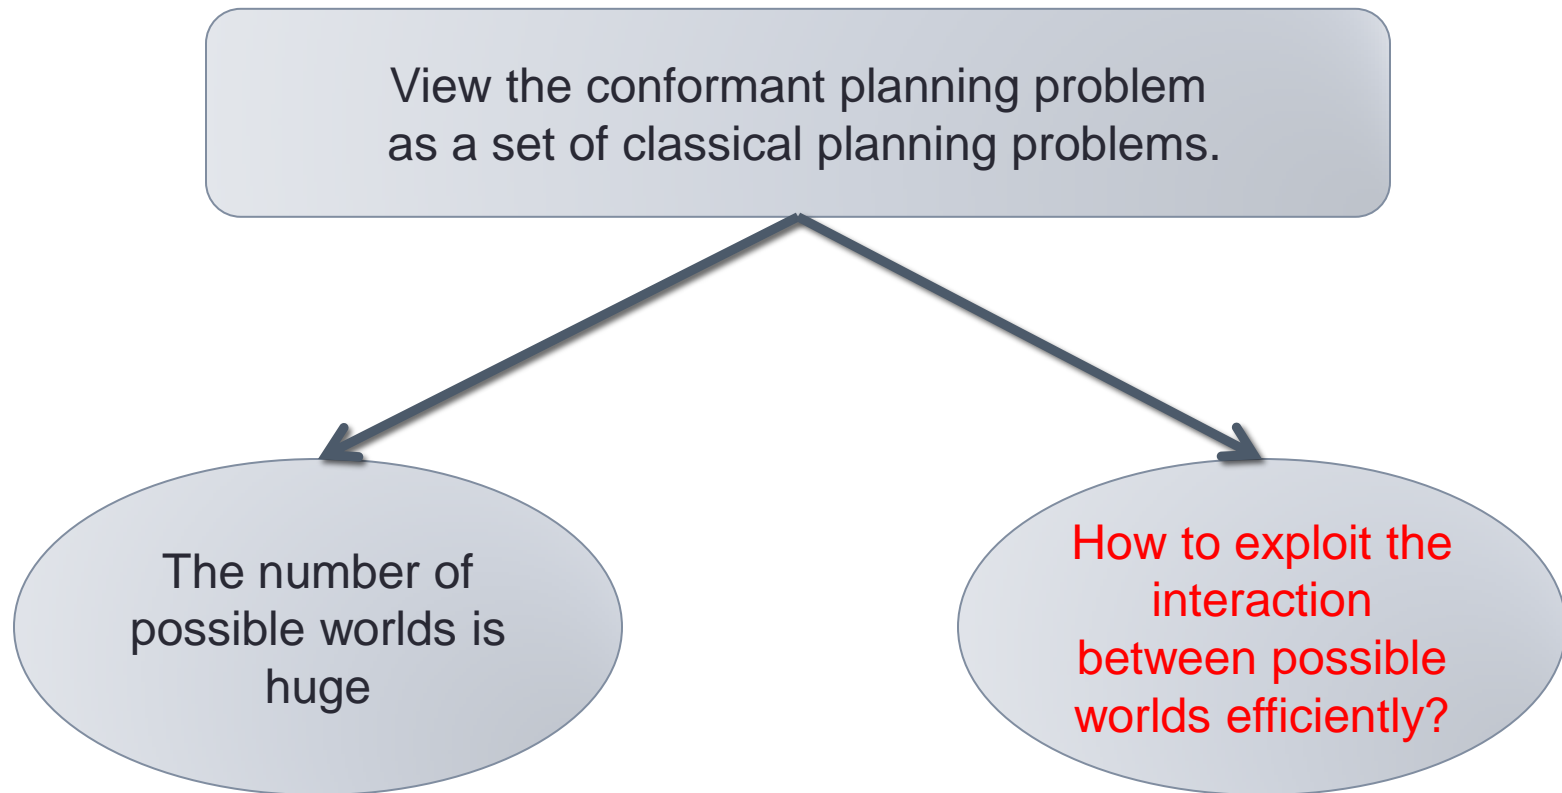 View the conformant planning problem
as a set of classical planning problems.
The number of
possible worlds is
huge
How to exploit the
interaction
between possible
worlds efficiently?